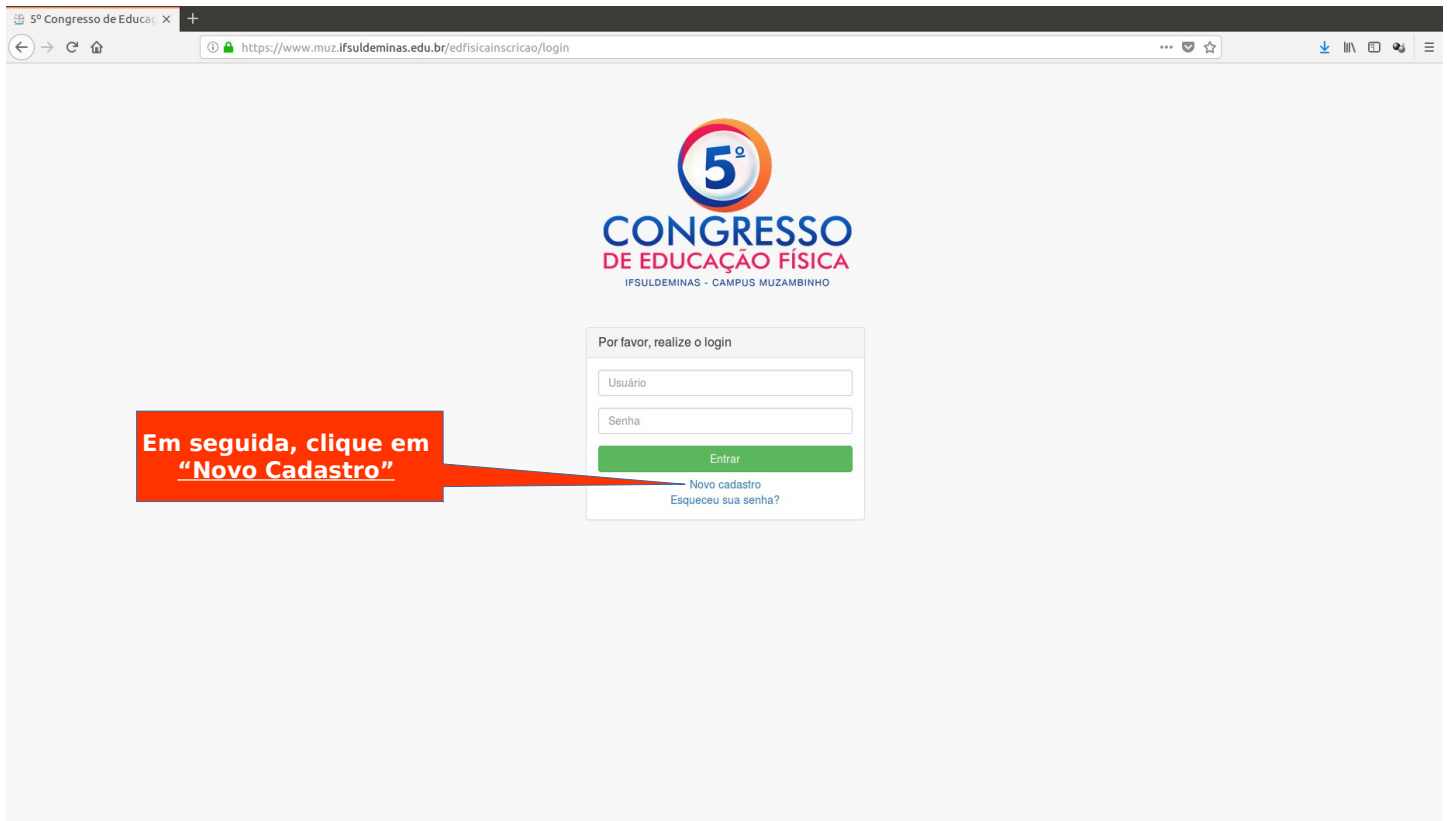 5º Congresso de Educaç
https://www.muz.ifsuldeminas.edu.br/edfisicainscricao/login
5º
CONGRESSO
DE EDUCAÇÃO FÍSICA
IFSULDEMINAS - CAMPUS MUZAMBINHO
Por favor, realize o login
Usuário
Senha
Entrar
Novo cadastro
Esqueceu sua senha?
Em seguida, clique em
“Novo Cadastro”